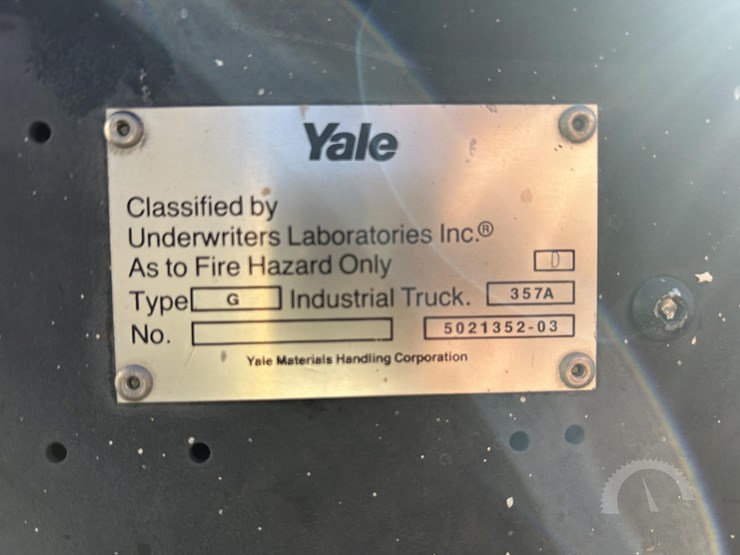 Yale
Classified by
Underwriters Laboratories Inc.®
As to Fire Hazard Only D
Type G Industrial Truck. 357A
No. 5021352-03
Yale Materials Handling Corporation